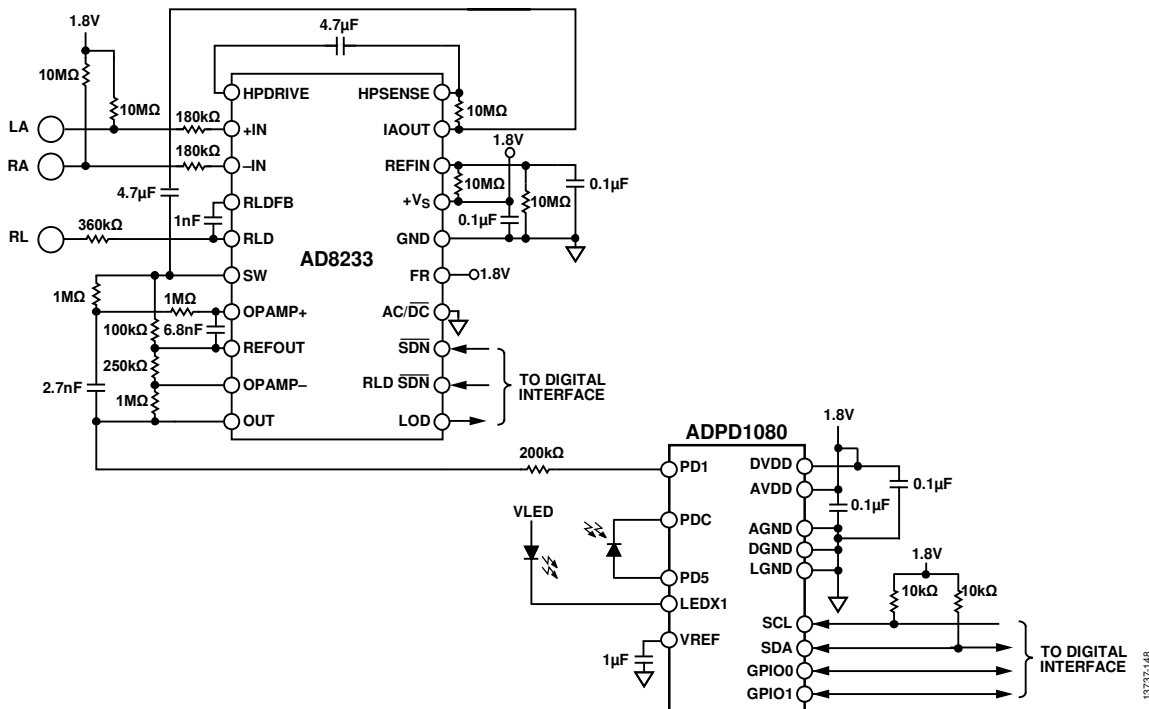 1.8V
4.7µF
10MΩ
10MΩ
HPDRIVE
HPSENSE
10MΩ
LA
180kΩ
+IN
IAOUT
1.8V
RA
180kΩ
–IN
REFIN
10MΩ
0.1µF
4.7µF
RLDFB
+VS
10MΩ
0.1µF
1nF
RL
360kΩ
RLD
GND
AD8233
SW
FR
1.8V
1MΩ
1MΩ
OPAMP+
AC/DC
100kΩ
6.8nF
REFOUT
SDN
250kΩ
2.7nF
OPAMP–
RLD SDN
TO DIGITAL
INTERFACE
1MΩ
OUT
LOD
1.8V
ADPD1080
200kΩ
PD1
DVDD
0.1µF
AVDD
0.1µF
VLED
PDC
AGND
DGND
1.8V
PD5
LGND
10kΩ
10kΩ
LEDX1
SCL
VREF
SDA
1µF
GPIO0
TO DIGITAL
INTERFACE
GPIO1
13737-148